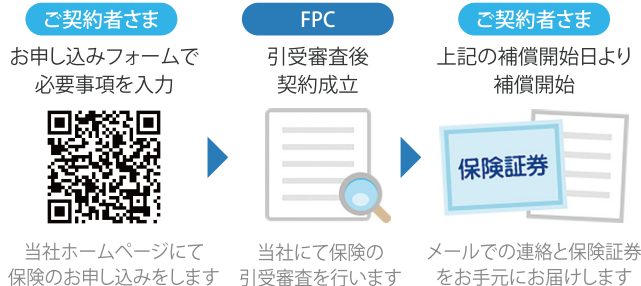 ご契約者さま
お申し込みフォームで
必要事項を入力
当社ホームページにて
保険のお申し込みをします
FPC
引受審査後
契約成立
当社にて保険の
引受審査を行います
ご契約者さま
上記の補償開始日より
補償開始
保険証券
メールでの連絡と保険証券
をお手元にお届けします